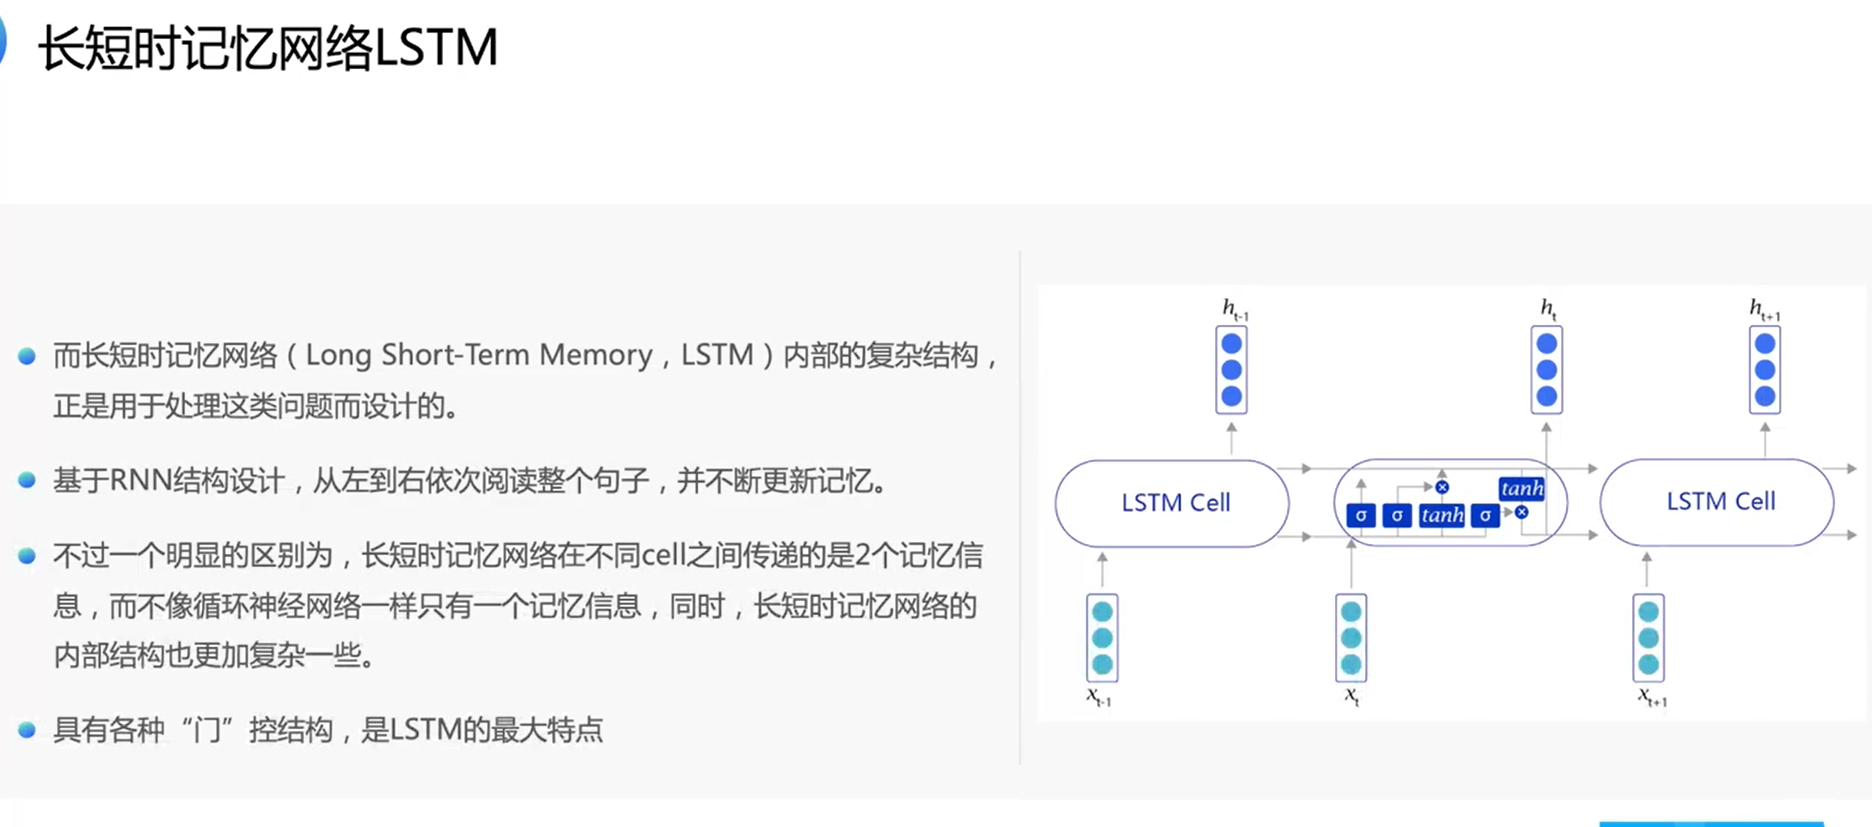 长短时记忆网络LSTM
而长短时记忆网络（Long Short-Term Memory，LSTM）内部的复杂结构，
正是用于处理这类问题而设计的。
基于RNN结构设计，从左到右依次阅读整个句子，并不断更新记忆。
不过一个明显的区别为，长短时记忆网络在不同cell之间传递的是2个记忆信
息，而不像循环神经网络一样只有一个记忆信息，同时，长短时记忆网络的
内部结构也更加复杂一些。
具有各种“门”控结构，是LSTM的最大特点
h_t-1 h_t h_t+1
LSTM Cell
tanh
σ σ tanh σ
LSTM Cell
x_t-1 x_t x_t+1